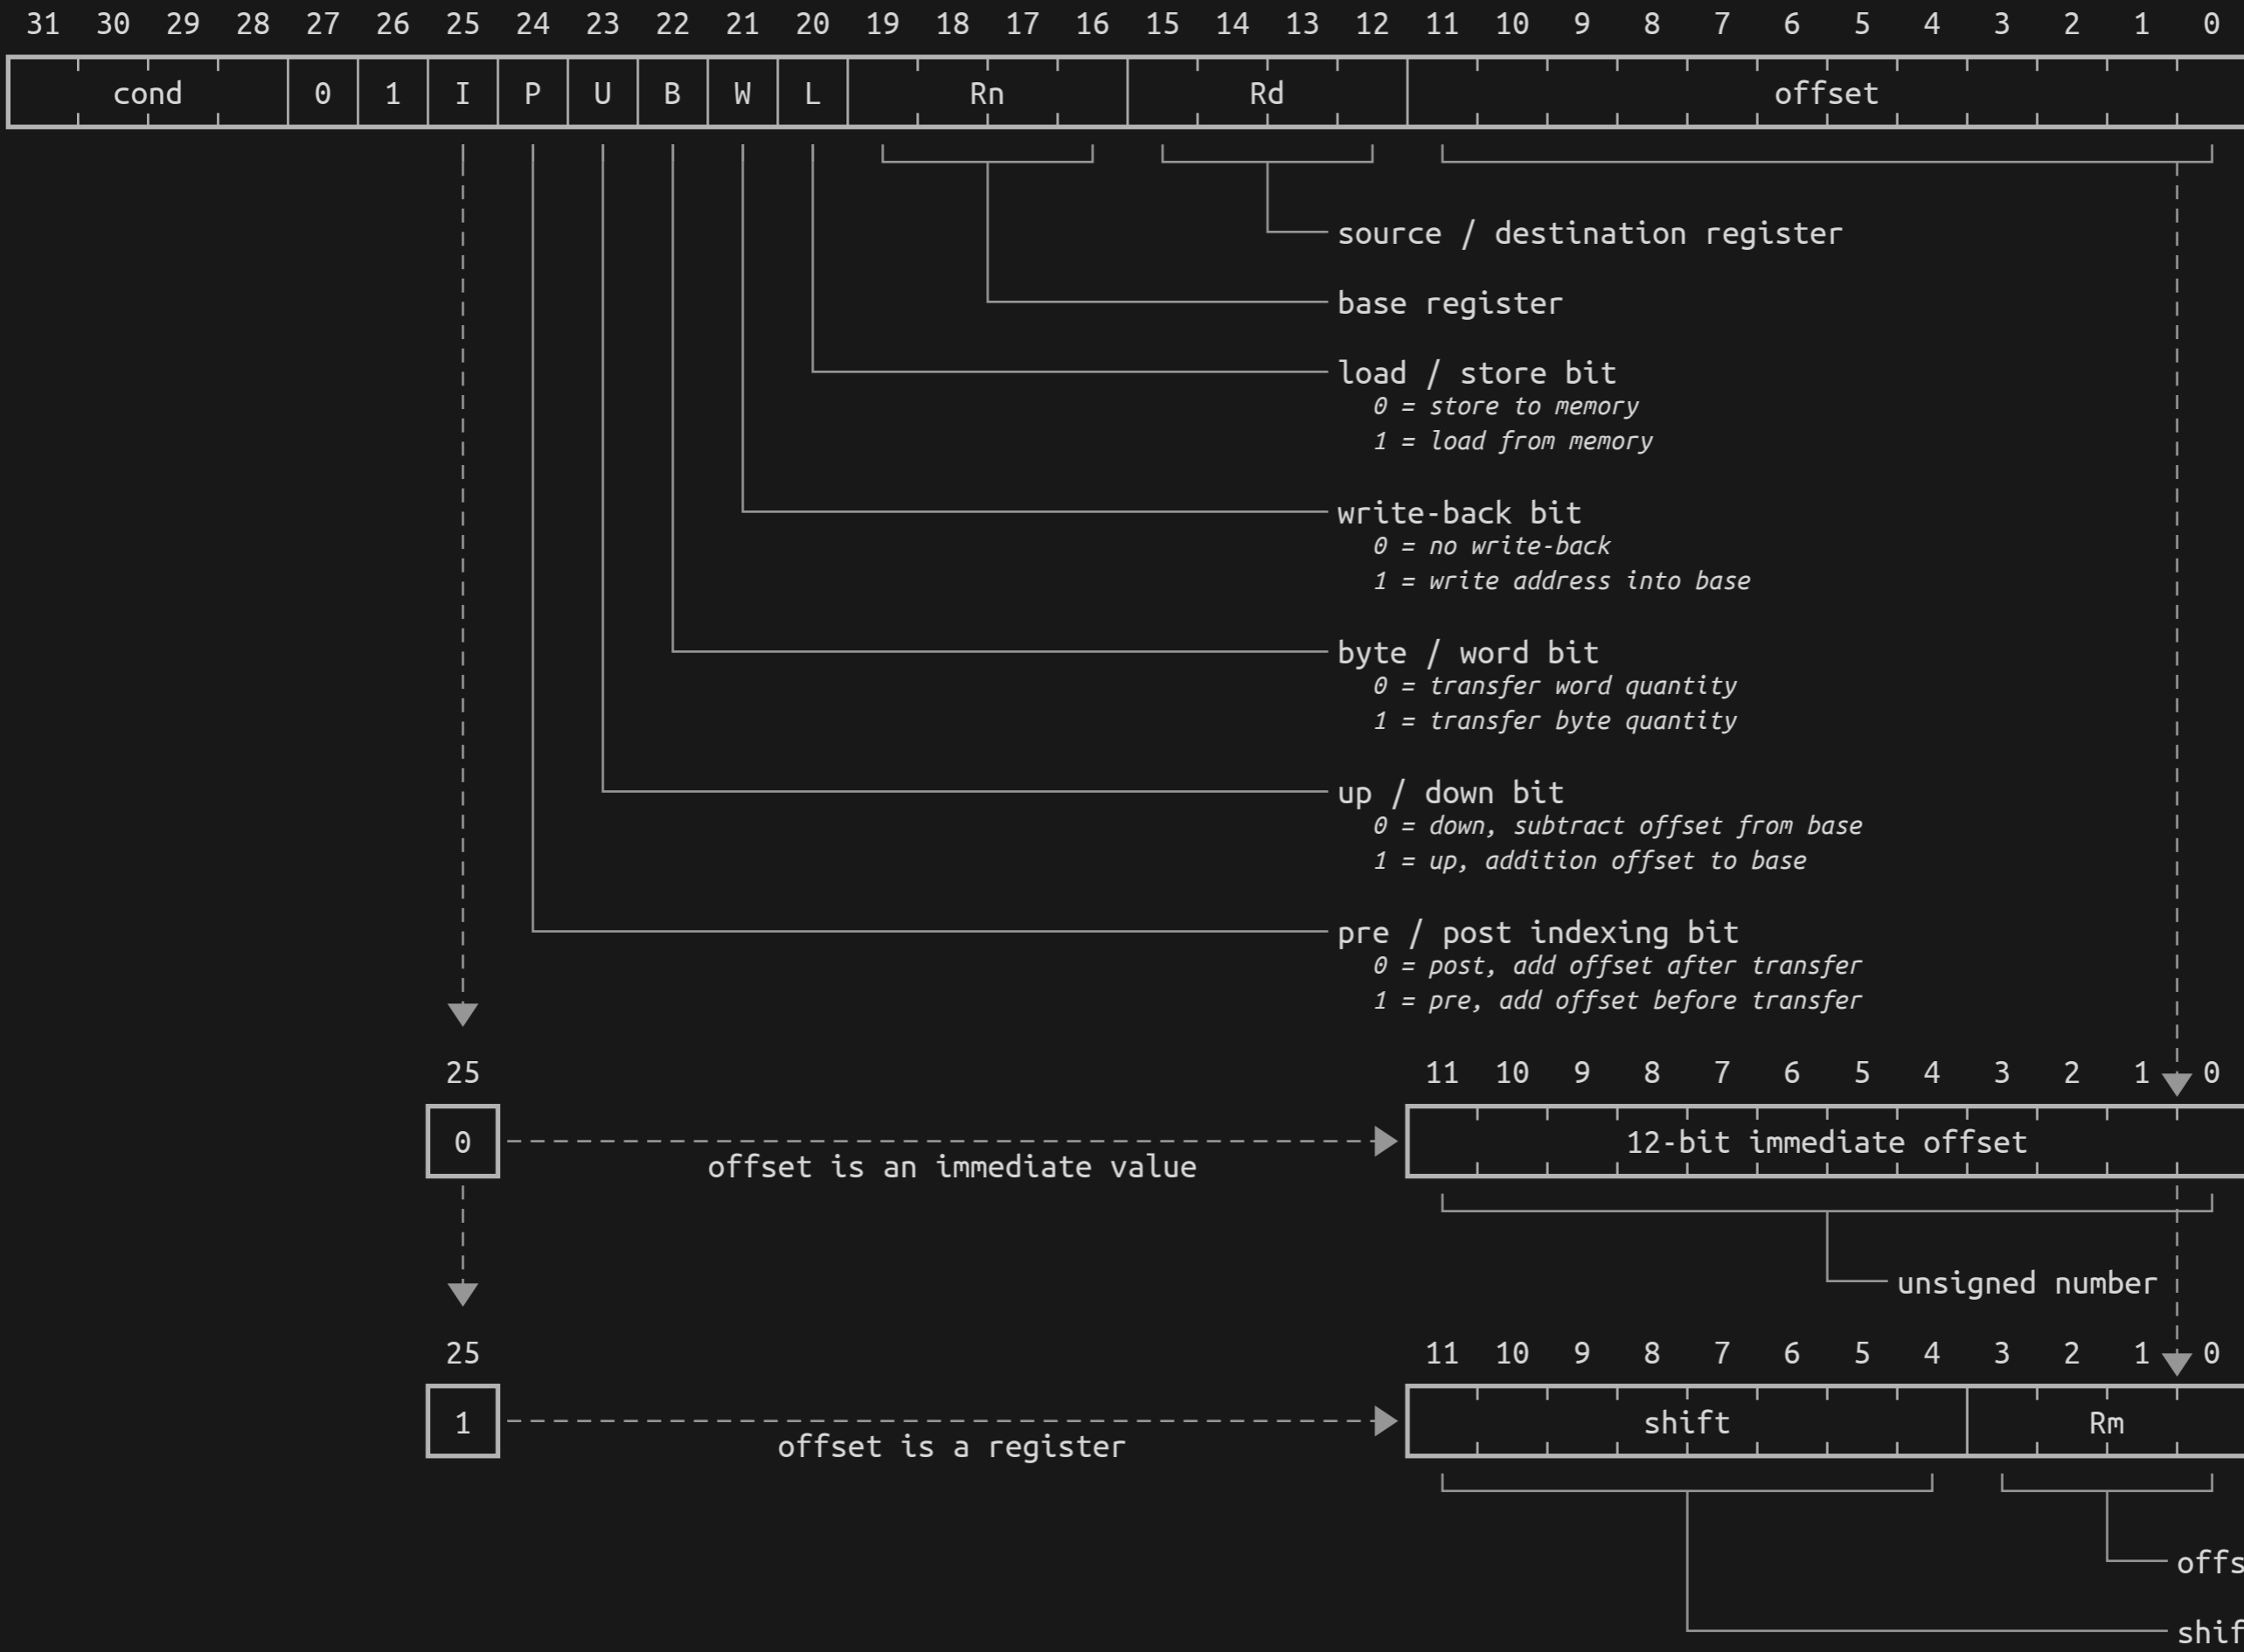 31 30 29 28 27 26 25 24 23 22 21 20 19 18 17 16 15 14 13 12 11 10 9 8 7 6 5 4 3 2 1 0
cond 0 1 I P U B W L Rn Rd offset
source / destination register
base register
load / store bit
0 = store to memory
1 = load from memory
write-back bit
0 = no write-back
1 = write address into base
byte / word bit
0 = transfer word quantity
1 = transfer byte quantity
up / down bit
0 = down, subtract offset from base
1 = up, addition offset to base
pre / post indexing bit
0 = post, add offset after transfer
1 = pre, add offset before transfer
25 11 10 9 8 7 6 5 4 3 2 1 0
0 12-bit immediate offset
offset is an immediate value
unsigned number
25 11 10 9 8 7 6 5 4 3 2 1 0
1 shift Rm
offset is a register